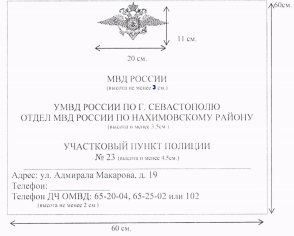 60см.
11 см.
20 см.
МВД РОССИИ
(высота не менее 3 см.)
УМВД РОССИИ ПО Г. СЕВАСТОПОЛЮ
ОТДЕЛ МВД РОССИИ ПО НАХИМОВСКОМУ РАЙОНУ
(высота не менее 3.5см.)
УЧАСТКОВЫЙ ПУНКТ ПОЛИЦИИ
№ 23 (высота не менее 4.5см.)
Адрес: ул. Адмирала Макарова, д. 19
Телефон:
Телефон ДЧ ОМВД: 65-20-04, 65-25-02 или 102
(высота не менее 2 см.)
60 см.